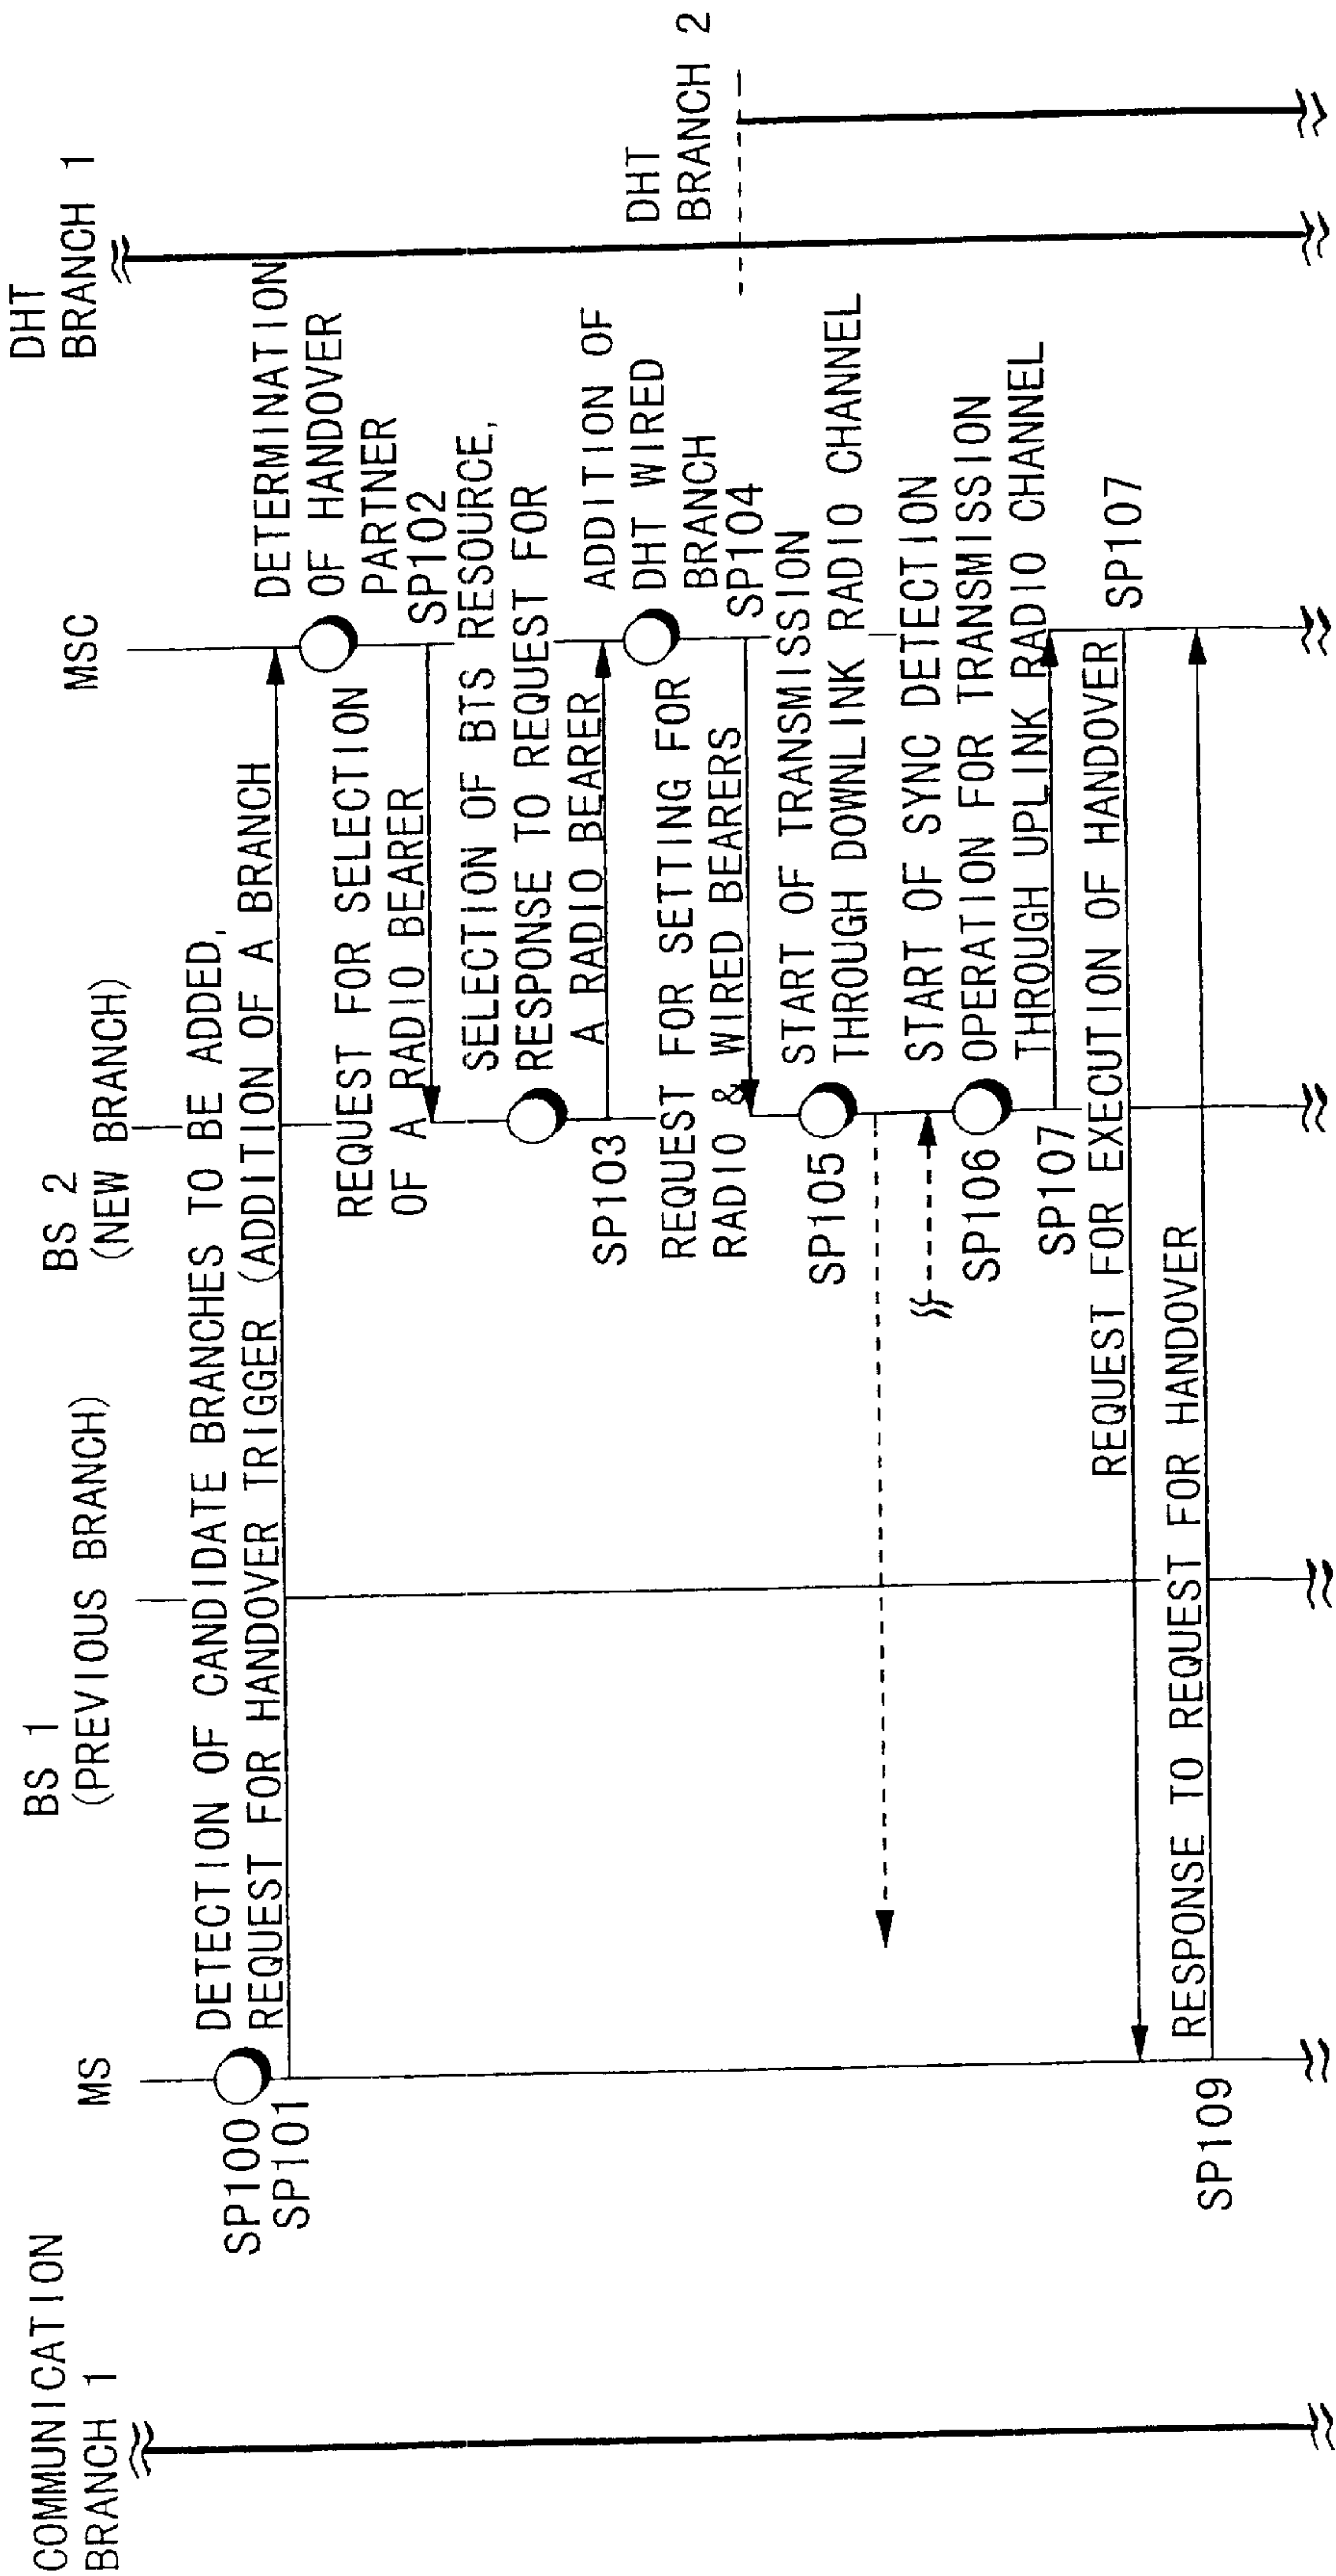 COMMUNICATION
BRANCH 1
MS
BS 1
(PREVIOUS BRANCH)
BS 2
(NEW BRANCH)
MSC
DHT
BRANCH 1
SP100
SP101
DETECTION OF CANDIDATE BRANCHES TO BE ADDED,
REQUEST FOR HANDOVER TRIGGER (ADDITION OF A BRANCH
DETERMINATION
OF HANDOVER
PARTNER
SP102
REQUEST FOR SELECTION
OF A RADIO BEARER
SELECTION OF BTS RESOURCE,
RESPONSE TO REQUEST FOR
A RADIO BEARER
SP103
ADDITION OF
DHT WIRED
BRANCH
SP104
DHT
BRANCH 2
REQUEST FOR SETTING FOR
RADIO & WIRED BEARERS
START OF TRANSMISSION
THROUGH DOWNLINK RADIO CHANNEL
SP105
START OF SYNC DETECTION
OPERATION FOR TRANSMISSION
THROUGH UPLINK RADIO CHANNEL
SP106
SP107
SP107
REQUEST FOR EXECUTION OF HANDOVER
RESPONSE TO REQUEST FOR HANDOVER
SP109